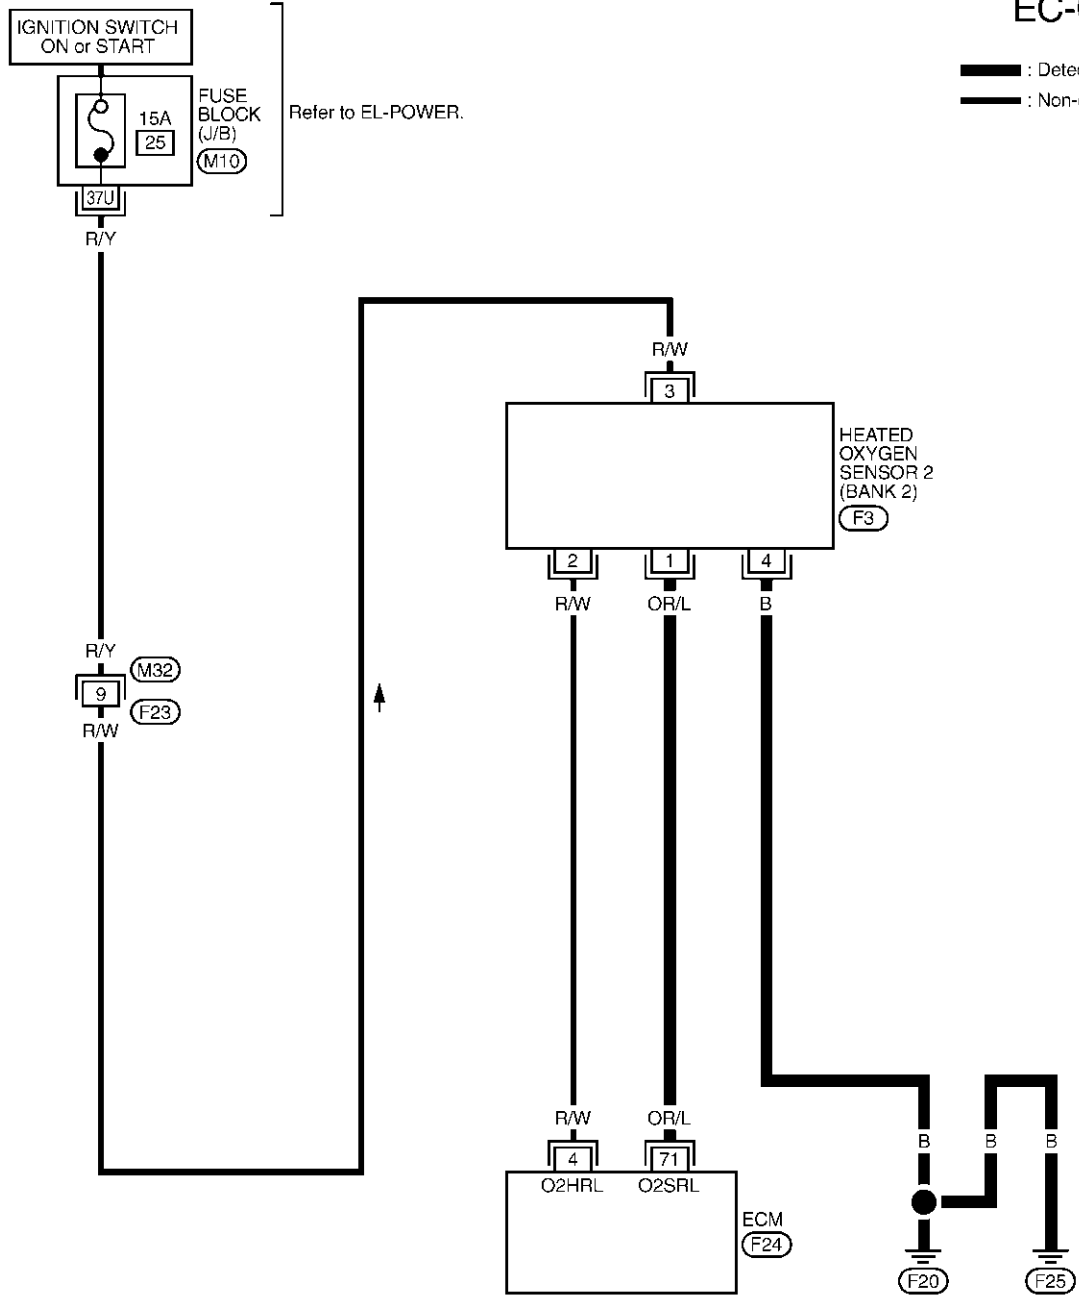 EC-
IGNITION SWITCH
ON or START
: Detec
: Non-
FUSE
BLOCK
(J/B)
M10
15A
25
Refer to EL-POWER.
37U
R/Y
R/W
3
HEATED
OXYGEN
SENSOR 2
(BANK 2)
F3
2
1
4
R/W
OR/L
B
R/Y
M32
9
F23
R/W
R/W
OR/L
4
71
O2HRL
O2SRL
ECM
F24
B
B
B
F20
F25